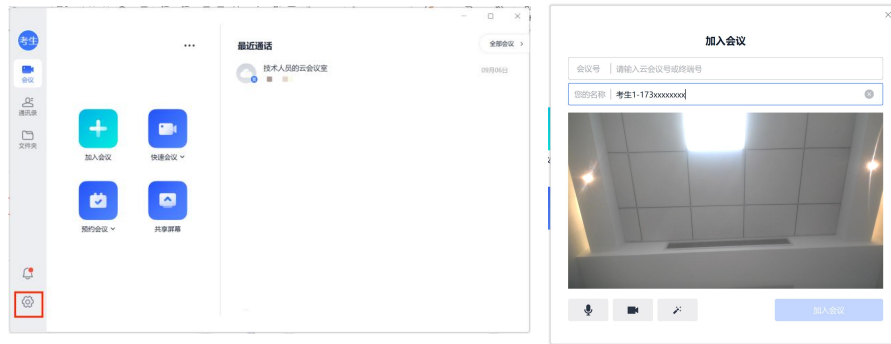 考生
会议
通讯录
文件夹
加入会议
快速会议
预约会议
共享屏幕
最近通话
全部会议
技术人员的云会议室
09月06日
加入会议
会议号 请输入云会议号或终端号
您的名称 考生1-173xxxxxxxx
加入会议